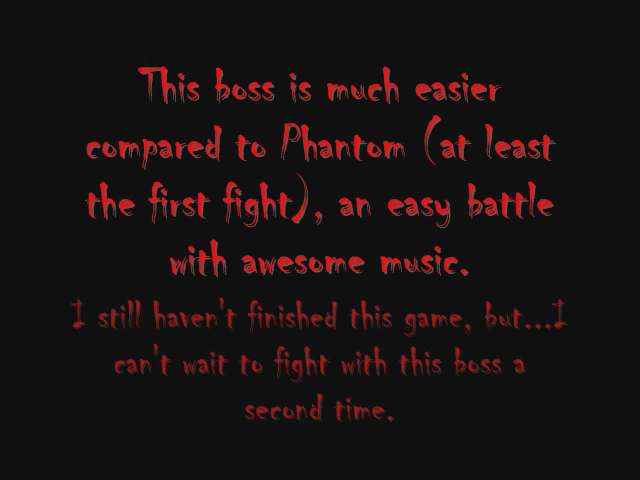 This boss is much easier
compared to Phantom (at least
the first fight), an easy battle
with awesome music.
I still haven't finished this game, but...I
can't wait to fight with this boss a
second time.